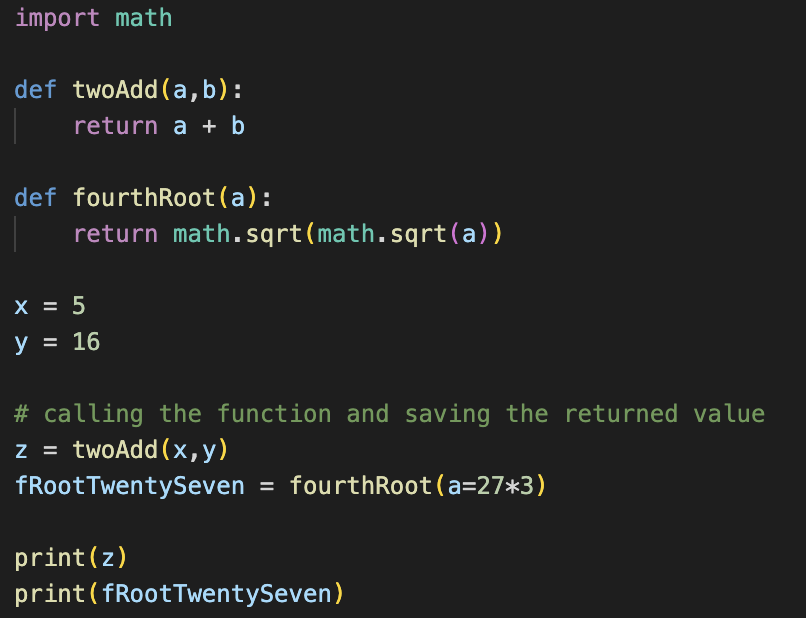 import math
def twoAdd(a,b):
    return a + b
def fourthRoot(a):
    return math.sqrt(math.sqrt(a))
x = 5
y = 16
# calling the function and saving the returned value
z = twoAdd(x,y)
fRootTwentySeven = fourthRoot(a=27*3)
print(z)
print(fRootTwentySeven)